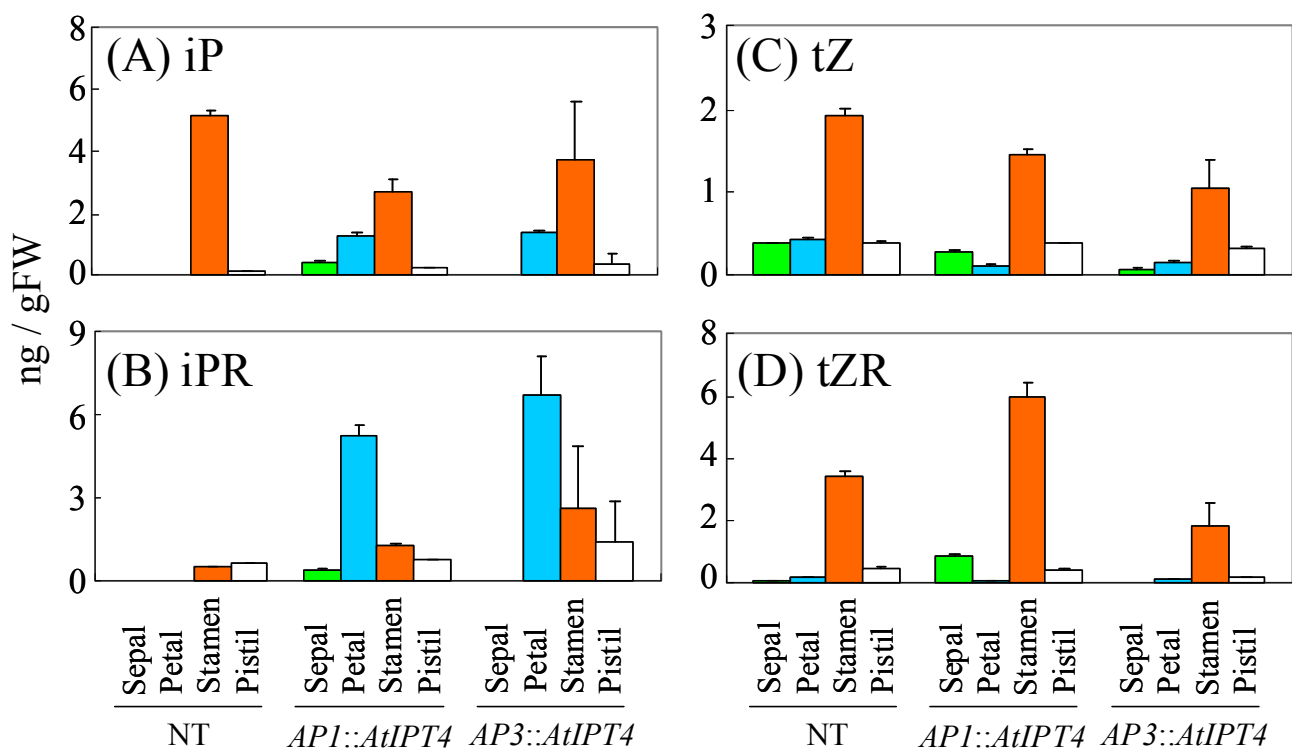 ng / gFW
(A) iP
8
6
4
2
0
(C) tZ
3
2
1
0
(B) iPR
9
6
3
0
(D) tZR
8
6
4
2
0
Sepal
Petal
Stamen
Pistil
Sepal
Petal
Stamen
Pistil
Sepal
Petal
Stamen
Pistil
NT
AP1::AtIPT4
AP3::AtIPT4
Sepal
Petal
Stamen
Pistil
Sepal
Petal
Stamen
Pistil
Sepal
Petal
Stamen
Pistil
NT
AP1::AtIPT4
AP3::AtIPT4